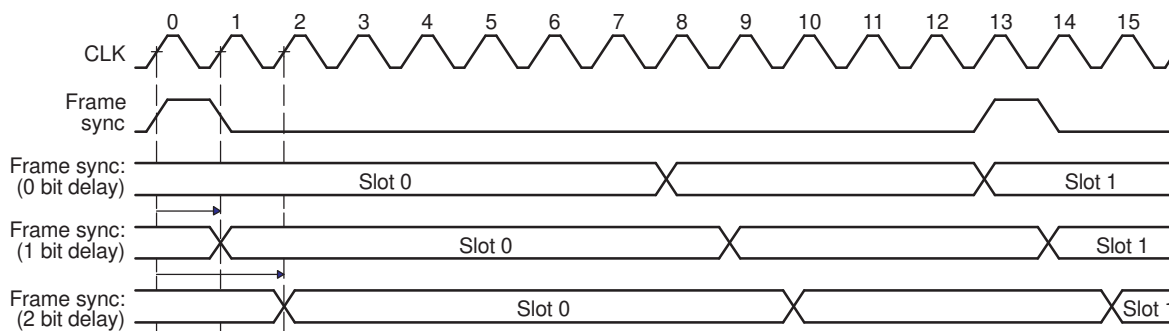 0 1 2 3 4 5 6 7 8 9 10 11 12 13 14 15
CLK
Frame
sync
Frame sync:
(0 bit delay)
Slot 0
Slot 1
Frame sync:
(1 bit delay)
Slot 0
Slot 1
Frame sync:
(2 bit delay)
Slot 0
Slot 1